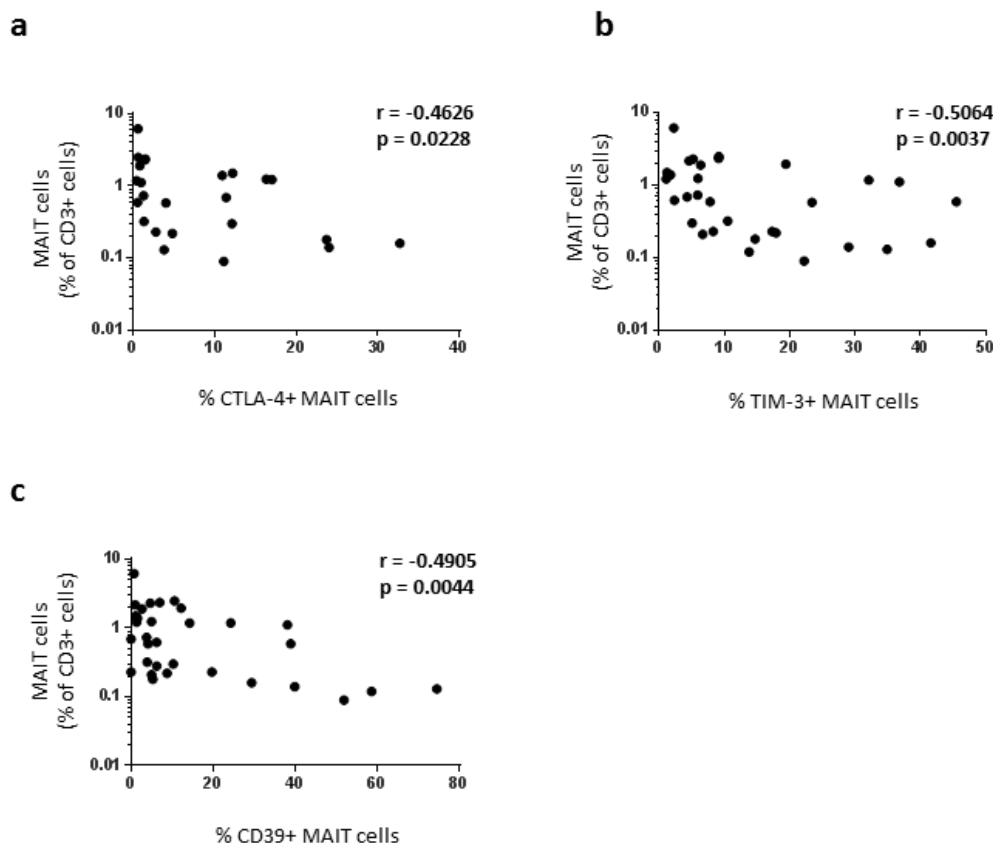 a
r = -0.4626
p = 0.0228
MAIT cells
(% of CD3+ cells)
10
1
0.1
0.01
0
10
20
30
40
% CTLA-4+ MAIT cells
b
r = -0.5064
p = 0.0037
MAIT cells
(% of CD3+ cells)
10
1
0.1
0.01
0
10
20
30
40
50
% TIM-3+ MAIT cells
c
r = -0.4905
p = 0.0044
MAIT cells
(% of CD3+ cells)
10
1
0.1
0.01
0
20
40
60
80
% CD39+ MAIT cells